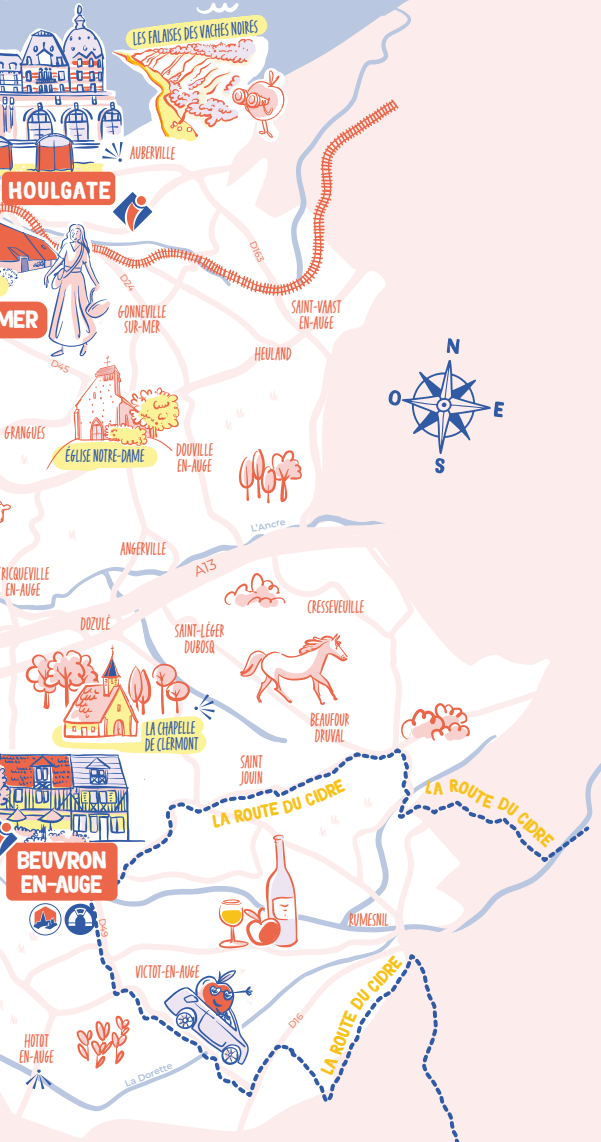 LES FALAISES DES VACHES NOIRES
AUBERVILLE
HOULGATE
D163
D24
MER
GONNEVILLE
SUR-MER
SAINT-VAAST
EN-AUGE
HEULAND
D45
N
O
E
S
GRANGUES
ÉGLISE NOTRE-DAME
DOUVILLE
EN-AUGE
L'Ancre
ANGERVILLE
A13
RICQUEVILLE
EN-AUGE
CRESSEVEUILLE
DOZULÉ
SAINT-LÉGER
DUBOSQ
BEAUFOUR
DRUVAL
LA CHAPELLE
DE CLERMONT
SAINT
JOUIN
LA ROUTE DU CIDRE
LA ROUTE DU CIDRE
BEUVRON
EN-AUGE
D49
RUMESNIL
VICTOT-EN-AUGE
LA ROUTE DU CIDRE
D16
HOTOT
EN-AUGE
La Dorette